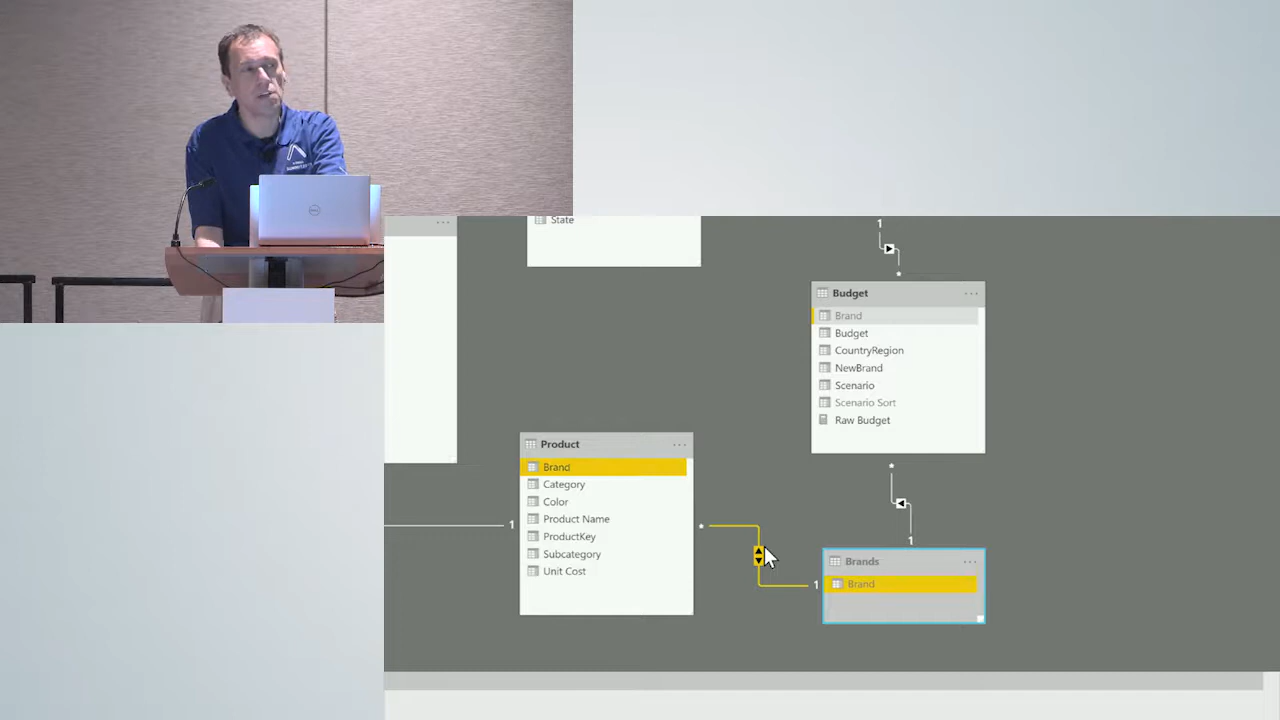 State
1
*
Budget
Brand
Budget
CountryRegion
NewBrand
Scenario
Scenario Sort
Raw Budget
Product
Brand
Category
Color
Product Name
ProductKey
Subcategory
Unit Cost
1
*
*
1
1
Brands
Brand
DELL